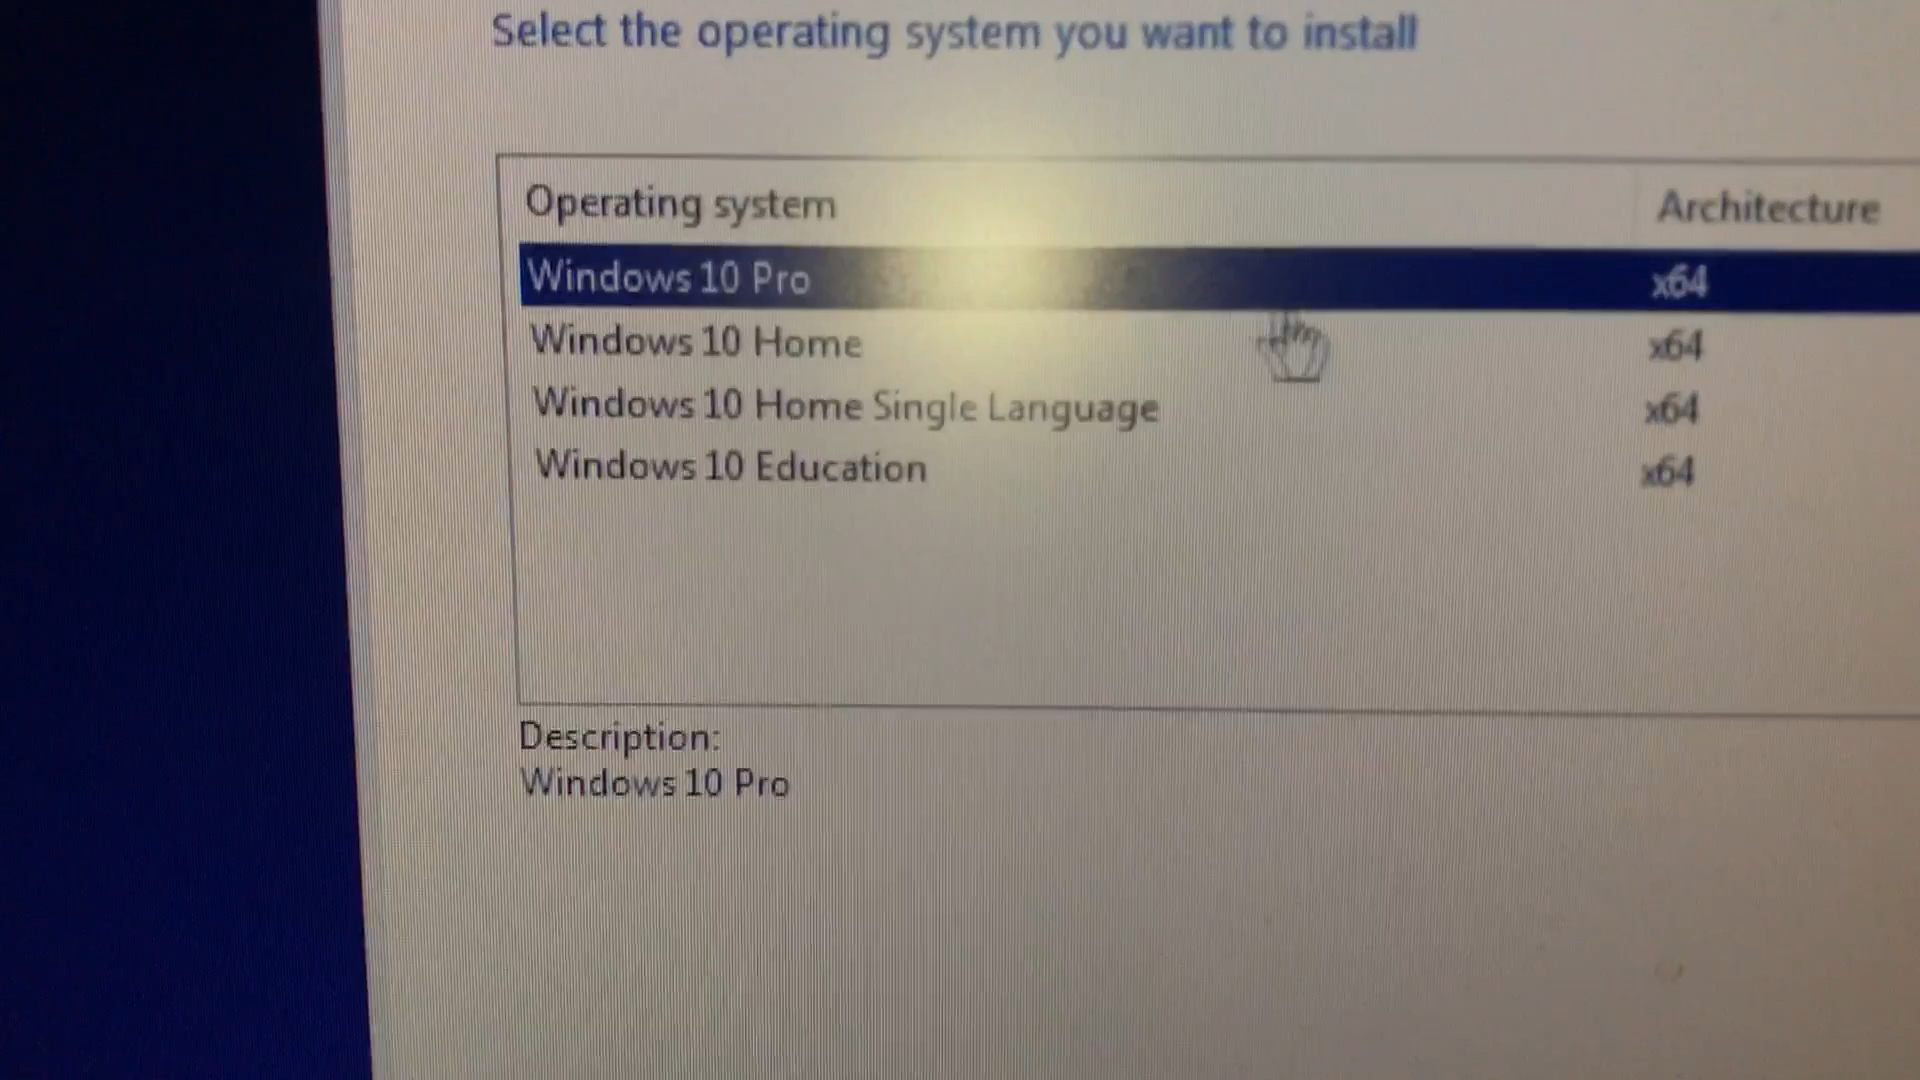 Select the operating system you want to install
Operating system Architecture
Windows 10 Pro x64
Windows 10 Home x64
Windows 10 Home Single Language x64
Windows 10 Education x64
Description:
Windows 10 Pro